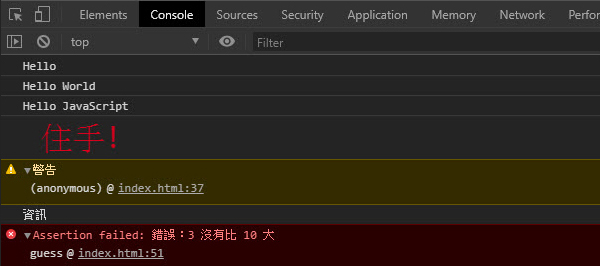 Elements Console Sources Security Application Memory Network
top Filter
Hello
Hello World
Hello JavaScript
住手!
警告
(anonymous) @ index.html:37
資訊
Assertion failed: 錯誤：3 沒有比 10 大
guess @ index.html:51